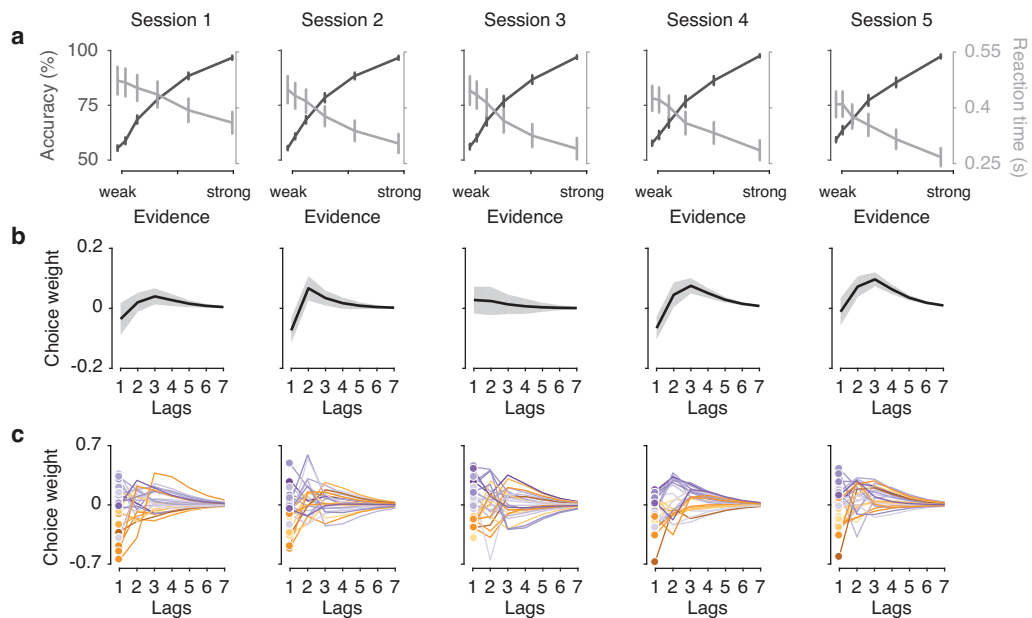 Session 1 Session 2 Session 3 Session 4 Session 5
a
Accuracy (%)
100
75
50
0.55
0.4
0.25
Reaction time (s)
weak strong weak strong weak strong weak strong weak strong
Evidence Evidence Evidence Evidence Evidence
b
Choice weight
0.2
0
-0.2
1 2 3 4 5 6 7 1 2 3 4 5 6 7 1 2 3 4 5 6 7 1 2 3 4 5 6 7 1 2 3 4 5 6 7
Lags Lags Lags Lags Lags
c
Choice weight
0.7
0
-0.7
1 2 3 4 5 6 7 1 2 3 4 5 6 7 1 2 3 4 5 6 7 1 2 3 4 5 6 7 1 2 3 4 5 6 7
Lags Lags Lags Lags Lags